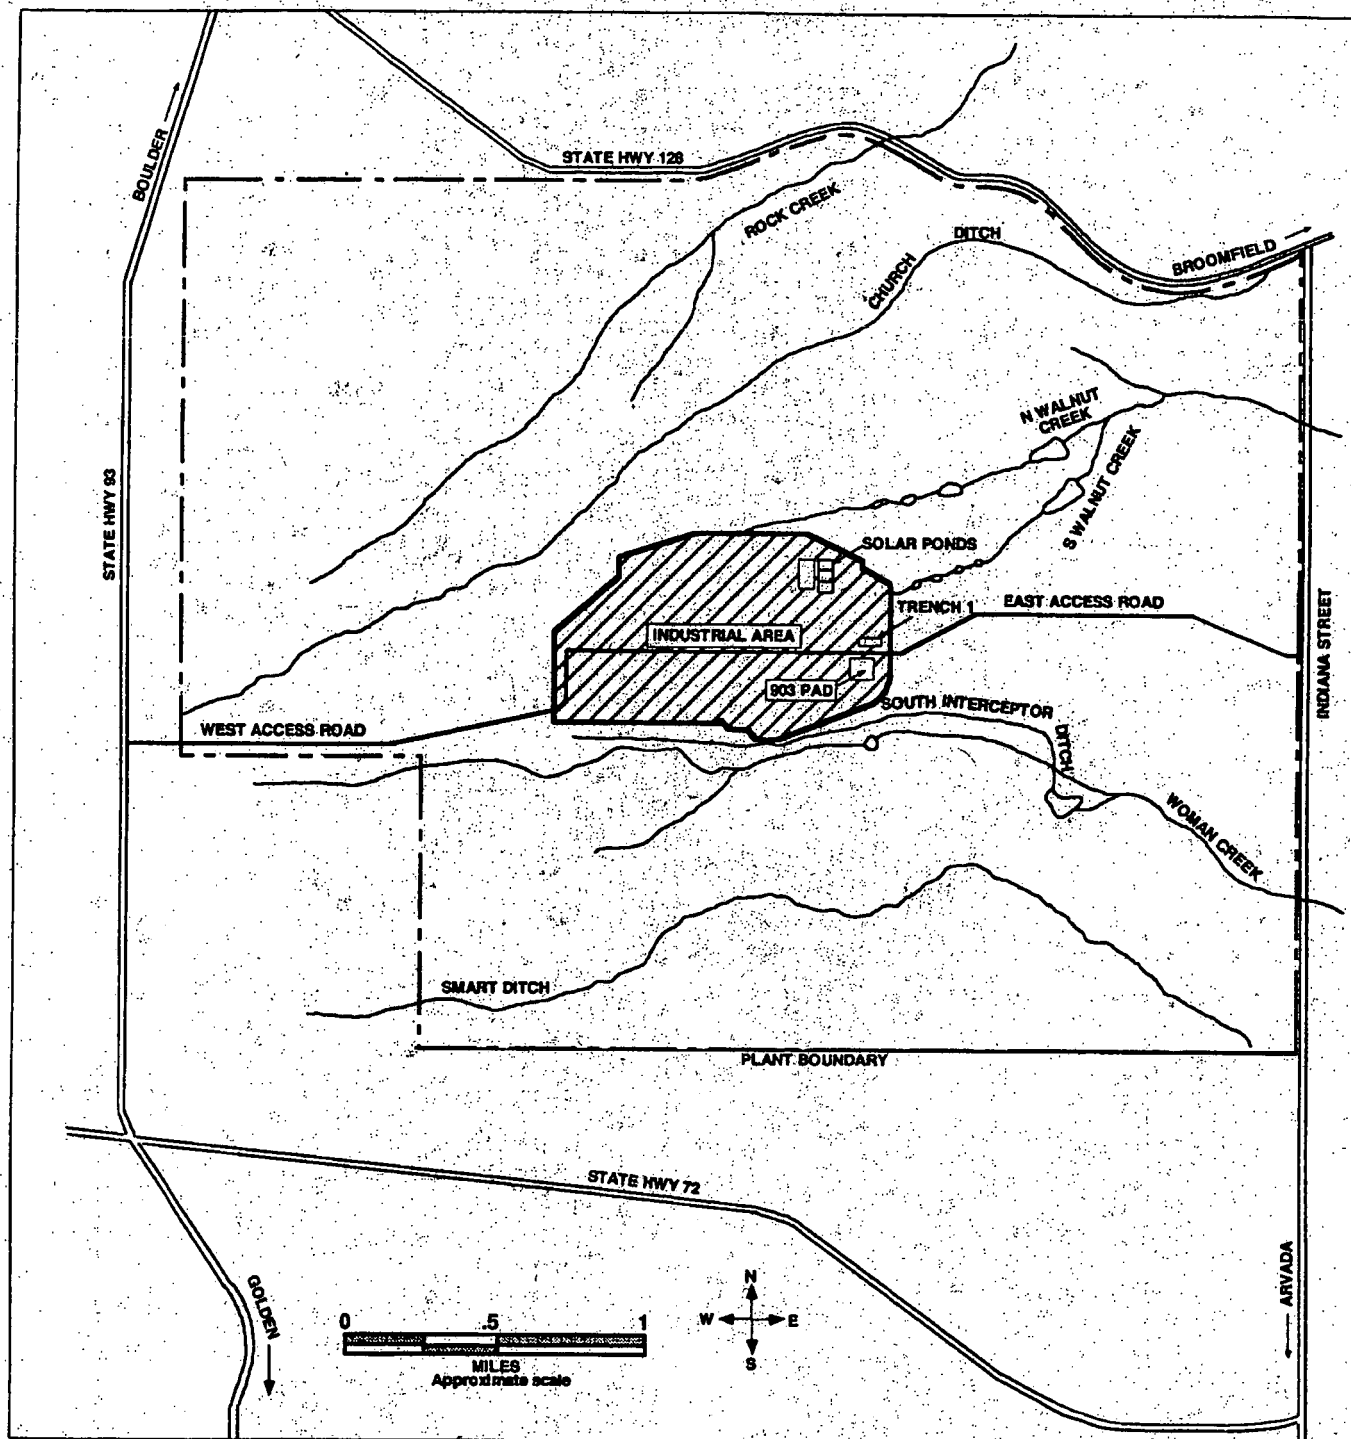 BOULDER
STATE HWY 128
ROCK CREEK
CHURCH
DITCH
BROOMFIELD
N WALNUT
CREEK
S WALNUT CREEK
STATE HWY 93
SOLAR PONDS
TRENCH 1
EAST ACCESS ROAD
INDUSTRIAL AREA
903 PAD
SOUTH INTERCEPTOR
DITCH
WEST ACCESS ROAD
INDIANA STREET
WOMAN CREEK
SMART DITCH
PLANT BOUNDARY
STATE HWY 72
GOLDEN
ARVADA
0 .5 1
MILES
Approximate scale
N
W E
S